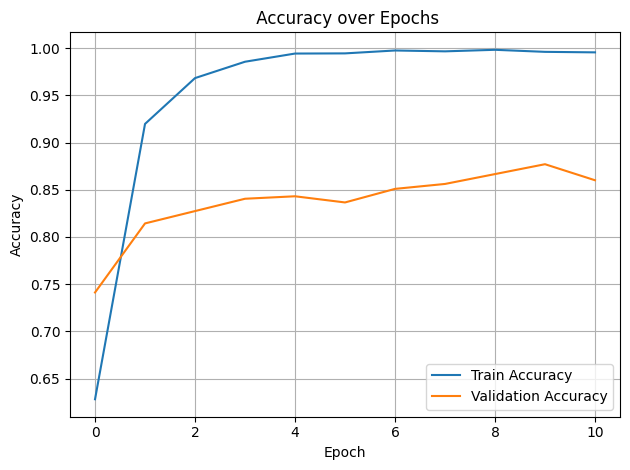 Accuracy over Epochs
1.00
0.95
0.90
0.85
0.80
0.75
0.70
0.65
Accuracy
0
2
4
6
8
10
Epoch
Train Accuracy
Validation Accuracy